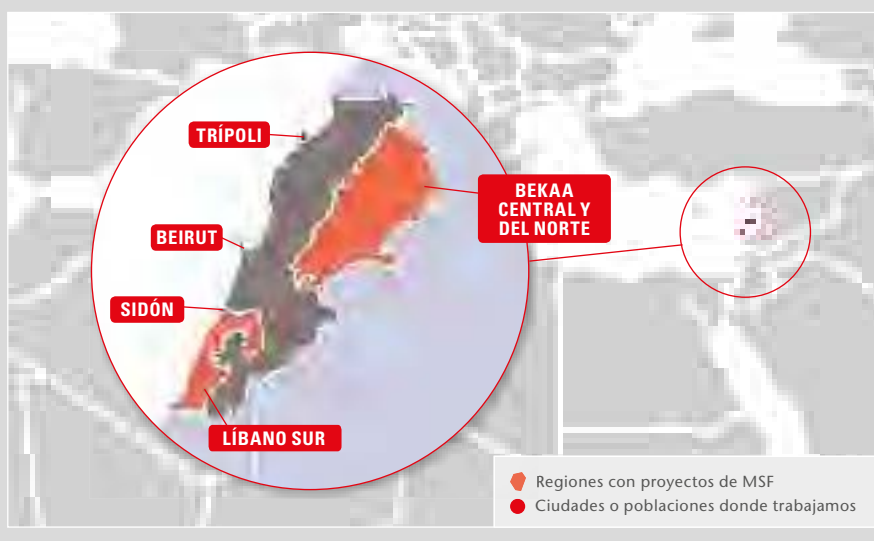 TRÍPOLI
BEKAA
CENTRAL Y
DEL NORTE
BEIRUT
SIDÓN
LÍBANO SUR
Regiones con proyectos de MSF
Ciudades o poblaciones donde trabajamos